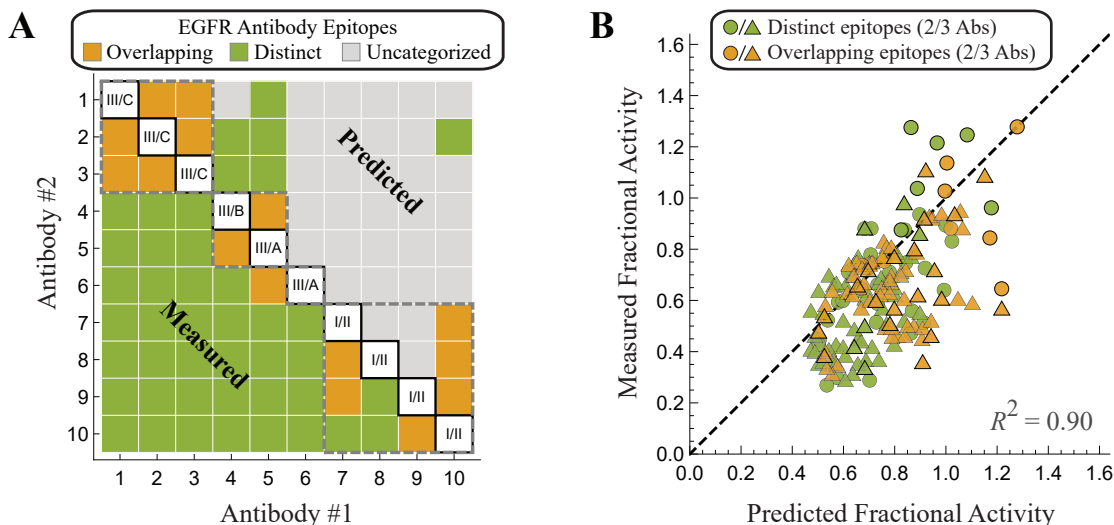 A
EGFR Antibody Epitopes
Overlapping Distinct Uncategorized
Antibody #2
1
2
3
4
5
6
7
8
9
10
III/C
III/C
III/C
III/B
III/A
III/A
I/II
I/II
I/II
I/II
Predicted
Measured
1 2 3 4 5 6 7 8 9 10
Antibody #1
B
/ Distinct epitopes (2/3 Abs)
/ Overlapping epitopes (2/3 Abs)
Measured Fractional Activity
1.6
1.4
1.2
1.0
0.8
0.6
0.4
0.2
0.0
R² = 0.90
0.0 0.2 0.4 0.6 0.8 1.0 1.2 1.4 1.6
Predicted Fractional Activity